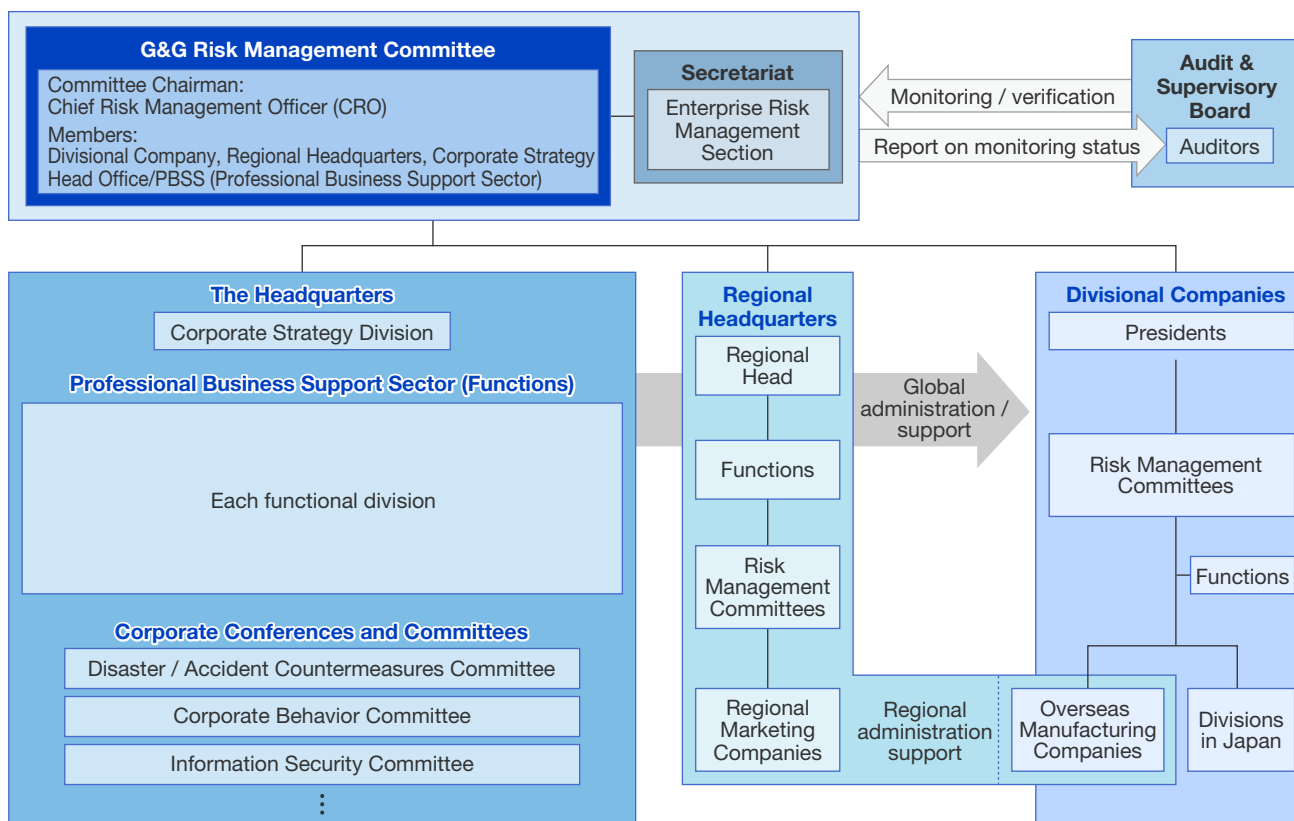 G&G Risk Management Committee
Committee Chairman:
Chief Risk Management Officer (CRO)
Members:
Divisional Company, Regional Headquarters, Corporate Strategy
Head Office/PBSS (Professional Business Support Sector)
Secretariat
Enterprise Risk
Management
Section
Monitoring / verification
Report on monitoring status
Audit &
Supervisory
Board
Auditors
The Headquarters
Corporate Strategy Division
Professional Business Support Sector (Functions)
Each functional division
Corporate Conferences and Committees
Disaster / Accident Countermeasures Committee
Corporate Behavior Committee
Information Security Committee
⋮
Regional
Headquarters
Regional
Head
Functions
Risk
Management
Committees
Regional
Marketing
Companies
Global
administration /
support
Regional
administration
support
Divisional Companies
Presidents
Risk Management
Committees
Functions
Overseas
Manufacturing
Companies
Divisions
in Japan